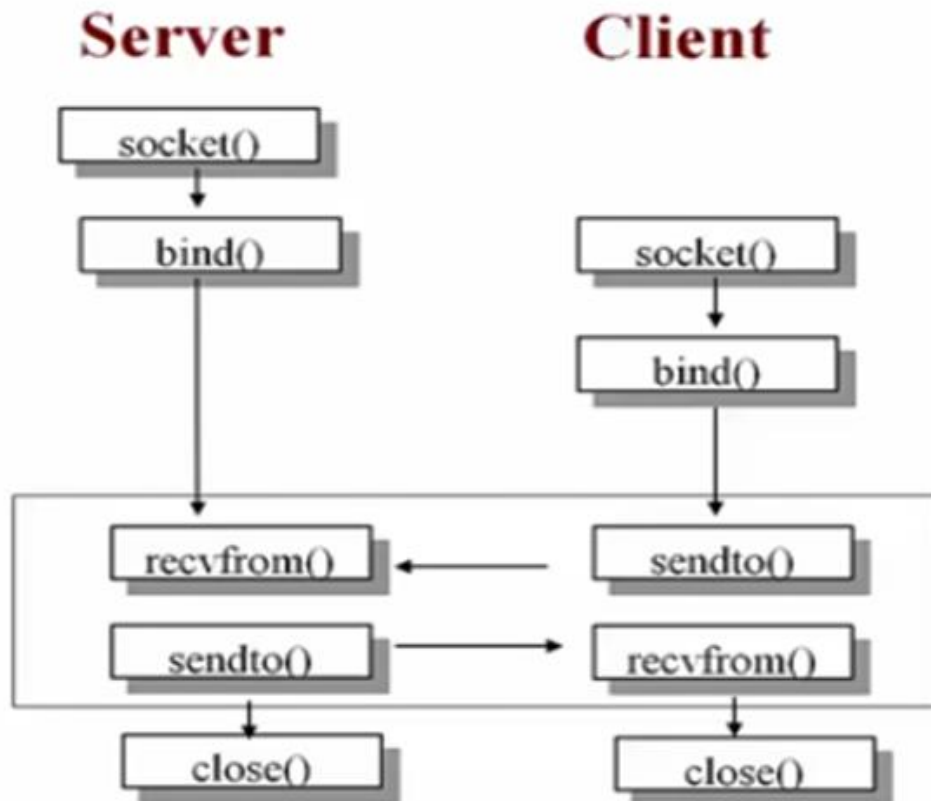 Server Client
socket()
bind() socket()
bind()
recvfrom() sendto()
sendto() recvfrom()
close() close()